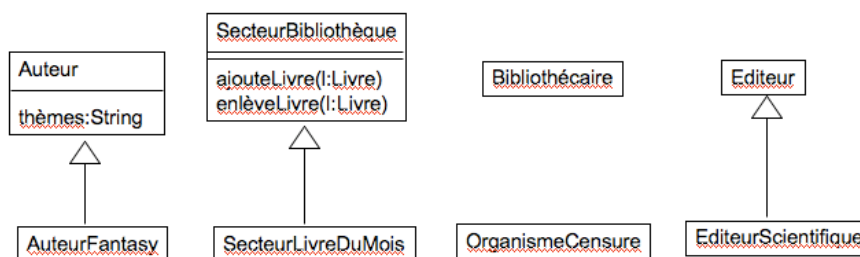 SecteurBibliothèque
ajouteLivre(l:Livre)
enlèveLivre(l:Livre)
Auteur
thèmes:String
Bibliothécaire
Editeur
AuteurFantasy
SecteurLivreDuMois
OrganismeCensure
EditeurScientifique